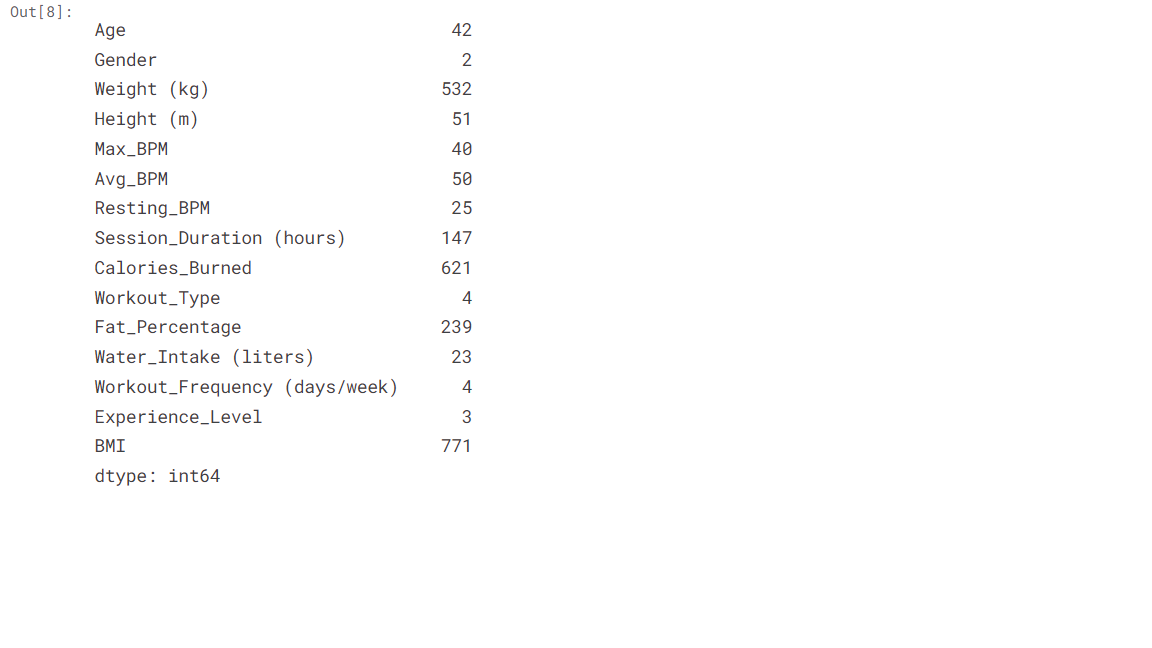 Out[8]:
Age 42
Gender 2
Weight (kg) 532
Height (m) 51
Max_BPM 40
Avg_BPM 50
Resting_BPM 25
Session_Duration (hours) 147
Calories_Burned 621
Workout_Type 4
Fat_Percentage 239
Water_Intake (liters) 23
Workout_Frequency (days/week) 4
Experience_Level 3
BMI 771
dtype: int64